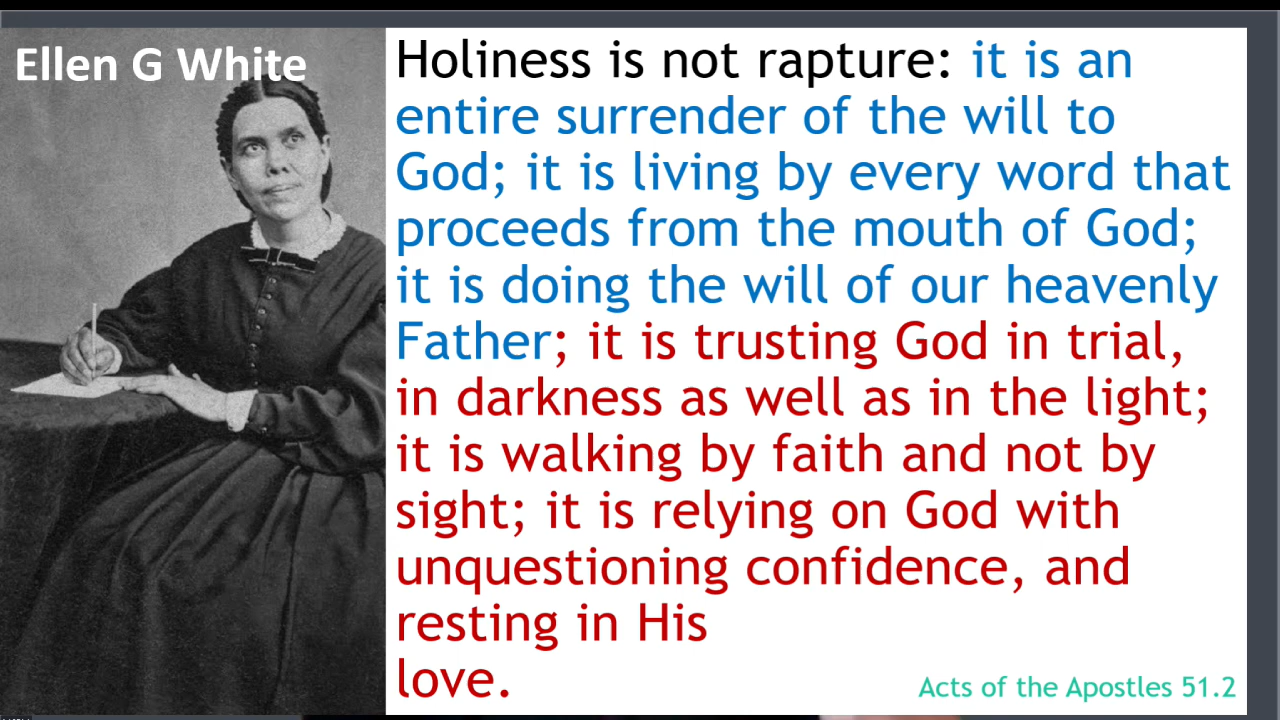 Ellen G White
Holiness is not rapture: it is an
entire surrender of the will to
God; it is living by every word that
proceeds from the mouth of God;
it is doing the will of our heavenly
Father; it is trusting God in trial,
in darkness as well as in the light;
it is walking by faith and not by
sight; it is relying on God with
unquestioning confidence, and
resting in His
love.
Acts of the Apostles 51.2